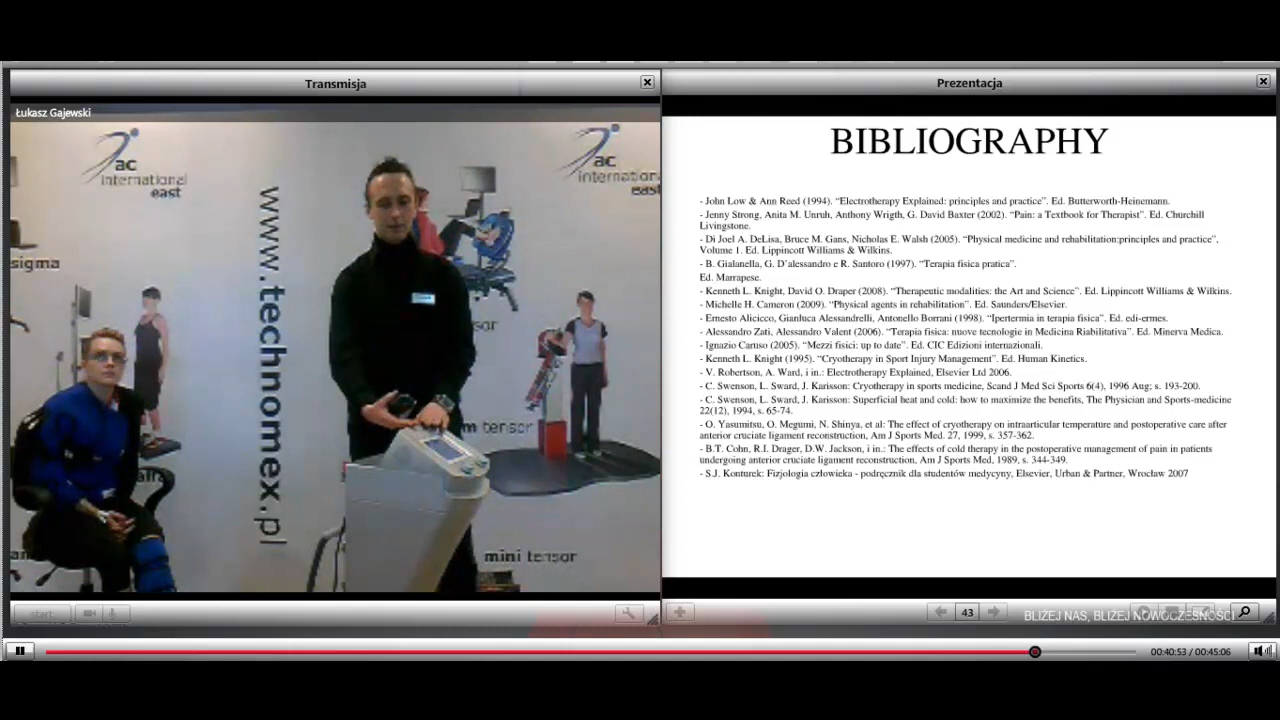 Transmisja
Prezentacja
Łukasz Gajewski
ac
international
east
ac
international
east
sigma
www.technomex.pl
tensor
mini tensor
BIBLIOGRAPHY
- John Low & Ann Reed (1994). “Electrotherapy Explained: principles and practice”. Ed. Butterworth-Heinemann.
- Jenny Strong, Anita M. Unruh, Anthony Wrigth, G. David Baxter (2002). “Pain: a Textbook for Therapist”. Ed. Churchill
Livingstone.
- Di Joel A. DeLisa, Bruce M. Gans, Nicholas E. Walsh (2005). “Physical medicine and rehabilitation:principles and practice”,
Volume 1. Ed. Lippincott Williams & Wilkins.
- B. Gialanella, G. D’alessandro e R. Santoro (1997). “Terapia fisica pratica”.
Ed. Marrapese.
- Kenneth L. Knight, David O. Draper (2008). “Therapeutic modalities: the Art and Science”. Ed. Lippincott Williams & Wilkins.
- Michelle H. Cameron (2009). “Physical agents in rehabilitation”. Ed. Saunders/Elsevier.
- Ernesto Alicicco, Gianluca Alessandrelli, Antonello Borrani (1998). “Ipertermia in terapia fisica”. Ed. edi-ermes.
- Alessandro Zati, Alessandro Valent (2006). “Terapia fisica: nuove tecnologie in Medicina Riabilitativa”. Ed. Minerva Medica.
- Ignazio Caruso (2005). “Mezzi fisici: up to date”. Ed. CIC Edizioni internazionali.
- Kenneth L. Knight (1995). “Cryotherapy in Sport Injury Management”. Ed. Human Kinetics.
- V. Robertson, A. Ward, i in.: Electrotherapy Explained, Elsevier Ltd 2006.
- C. Swenson, L. Sward, J. Karisson: Cryotherapy in sports medicine, Scand J Med Sci Sports 6(4), 1996 Aug; s. 193-200.
- C. Swenson, L. Sward, J. Karisson: Superficial heat and cold: how to maximize the benefits, The Physician and Sports-medicine
22(12), 1994, s. 65-74.
- O. Yasumitsu, O. Megumi, N. Shinya, et al: The effect of cryotherapy on intraarticular temperature and postoperative care after
anterior cruciate ligament reconstruction, Am J Sports Med. 27, 1999, s. 357-362.
- B.T. Cohn, R.I. Drager, D.W. Jackson, i in.: The effects of cold therapy in the postoperative management of pain in patients
undergoing anterior cruciate ligament reconstruction, Am J Sports Med, 1989, s. 344-349.
- S.J. Konturek: Fizjologia człowieka - podręcznik dla studentów medycyny, Elsevier, Urban & Partner, Wrocław 2007
start
43
BLIŻEJ NAS, BLIŻEJ NOWOCZESNOŚCI
00:40:53 / 00:45:06